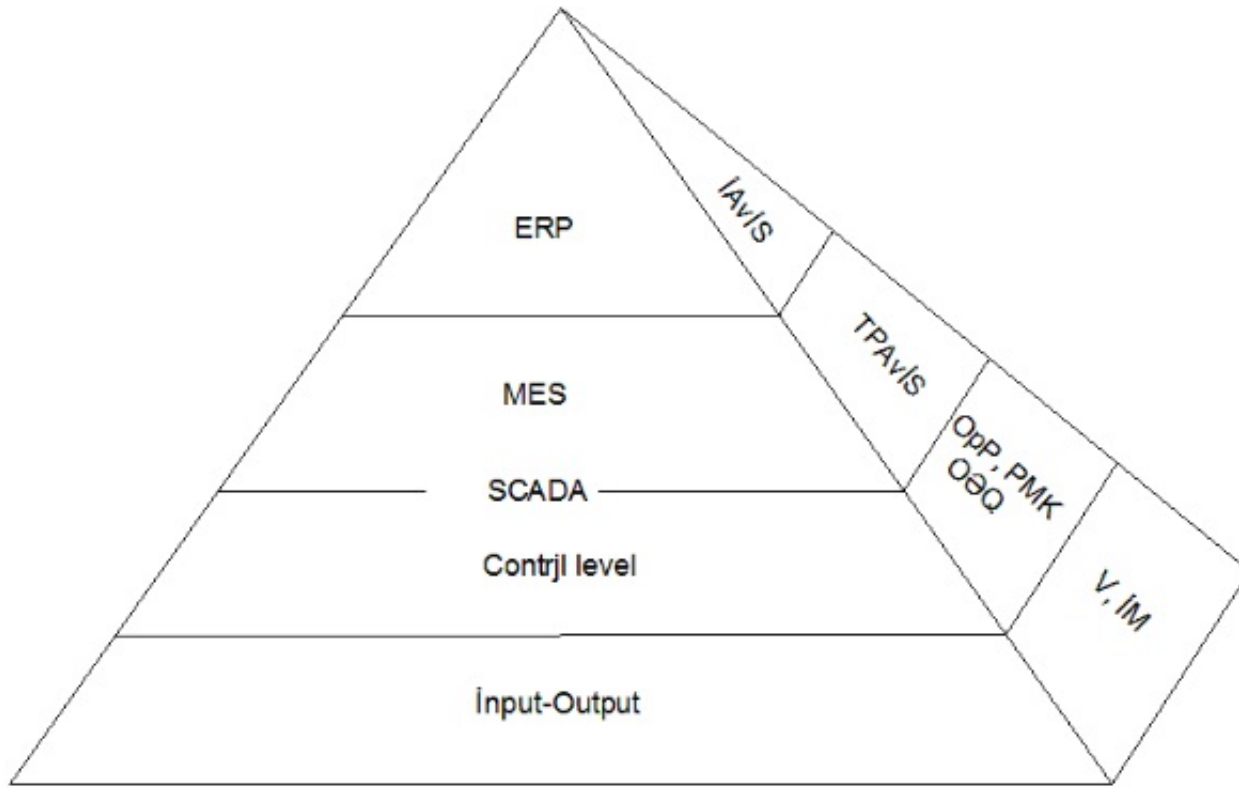 ERP
İAvİS
MES
TPAvİS
SCADA
OpP, PMK
OƏQ
Contrjl level
V, İM
İnput-Output